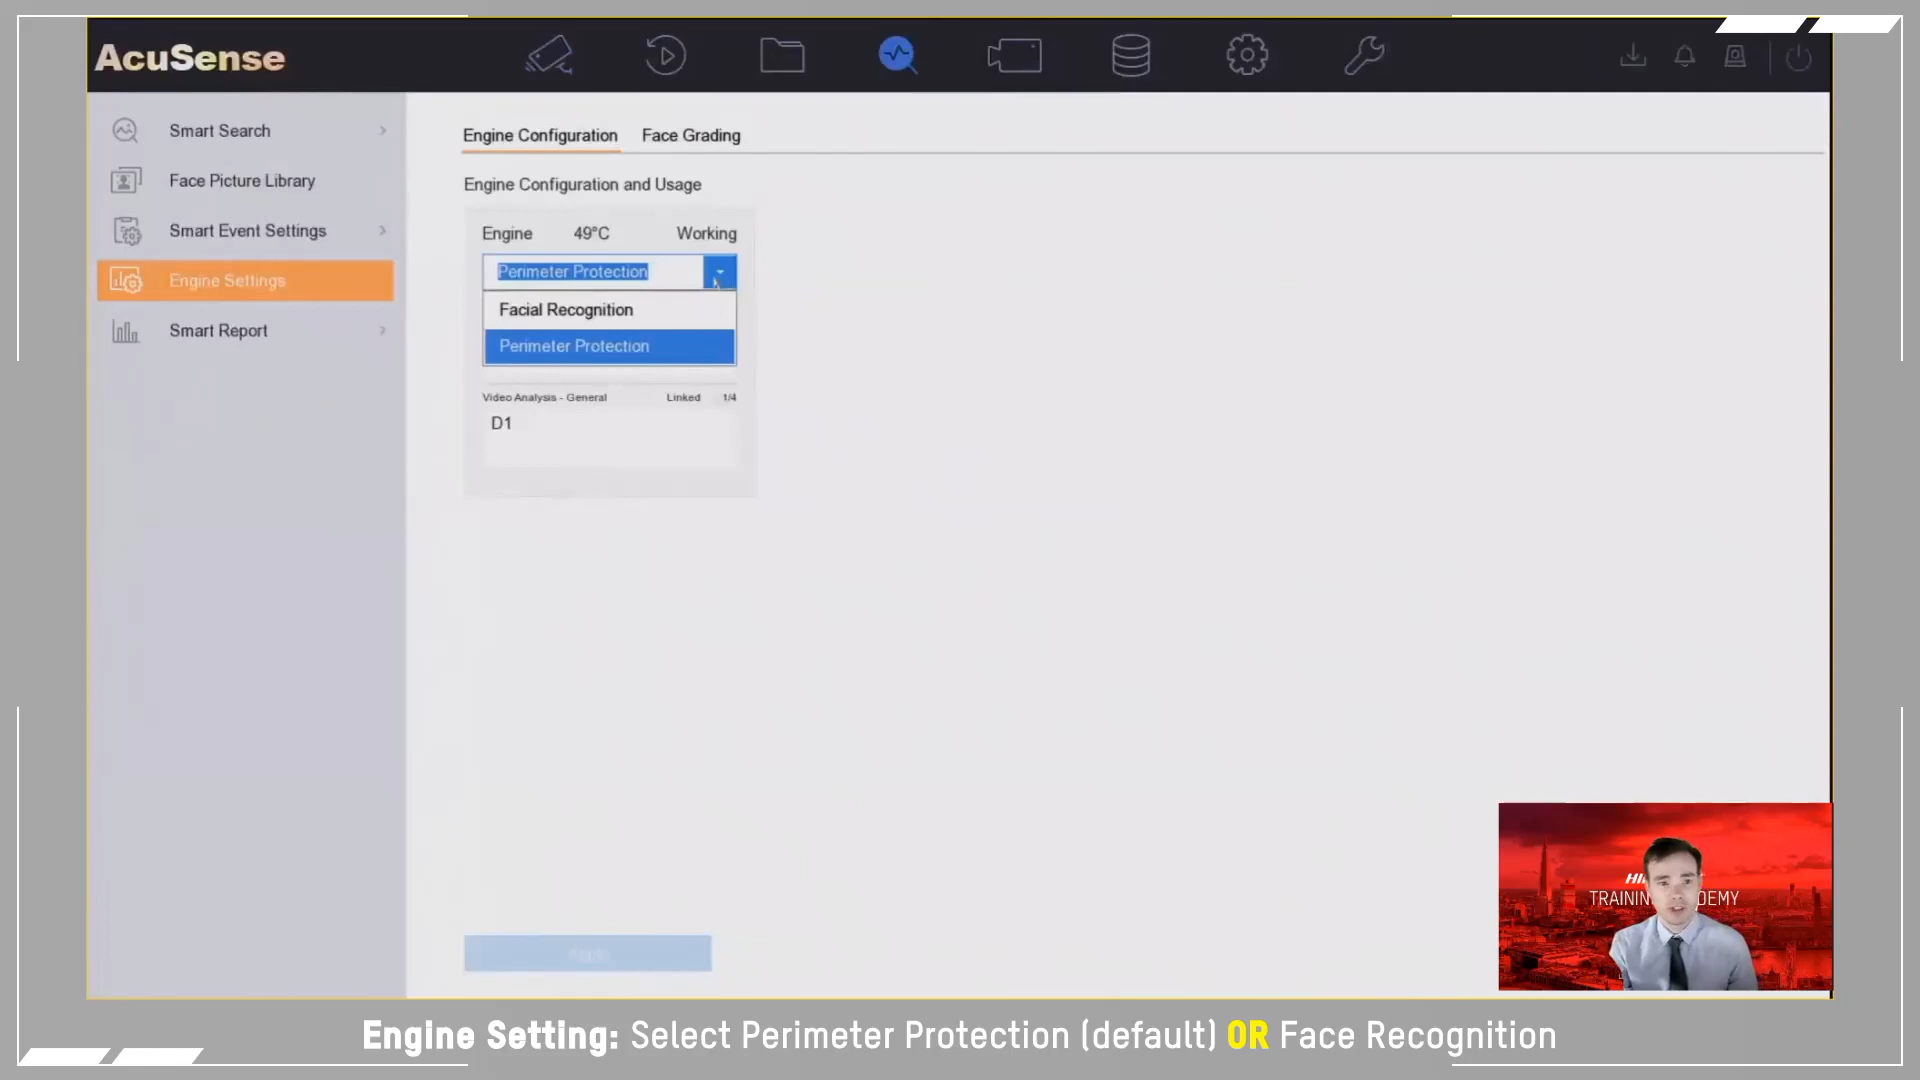 AcuSense
Smart Search
Face Picture Library
Smart Event Settings
Engine Settings
Smart Report
Engine Configuration Face Grading
Engine Configuration and Usage
Engine 49°C Working
Perimeter Protection
Facial Recognition
Perimeter Protection
Video Analysis - General Linked 1/4
D1
Apply
Engine Setting: Select Perimeter Protection (default) OR Face Recognition